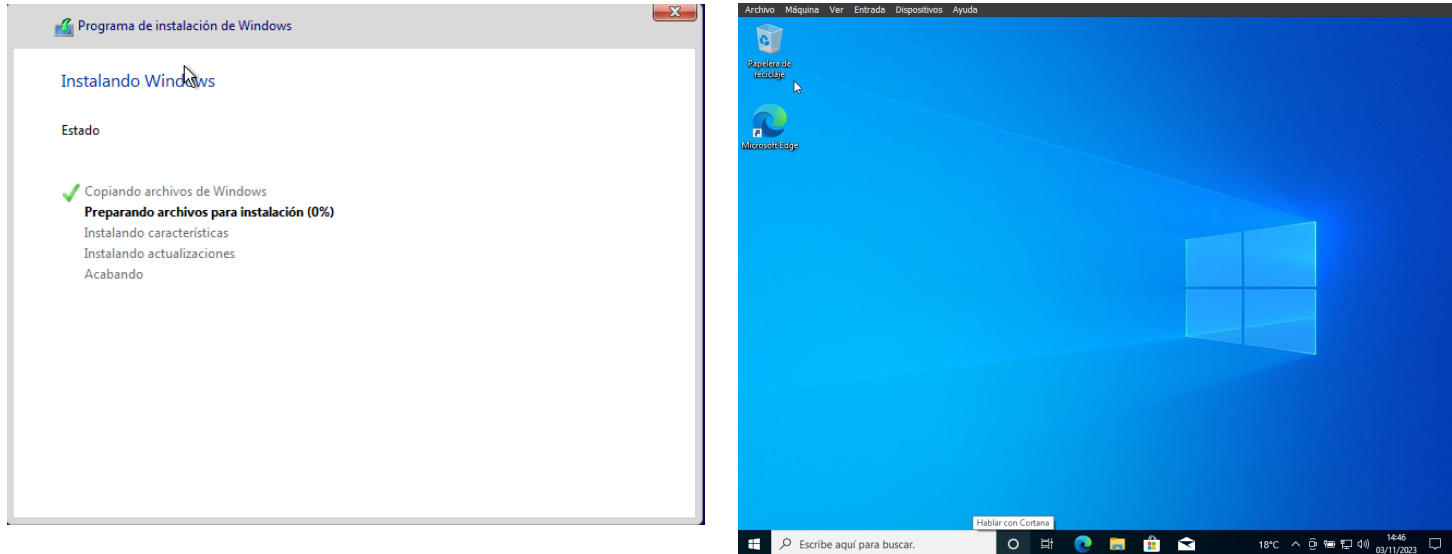 Programa de instalación de Windows
Instalando Windows
Estado
Copiando archivos de Windows
Preparando archivos para instalación (0%)
Instalando características
Instalando actualizaciones
Acabando
Archivo Máquina Ver Entrada Dispositivos Ayuda
Papelera de
reciclaje
Microsoft Edge
Hablar con Cortana
Escribe aquí para buscar.
18°C
14:46
03/11/2023